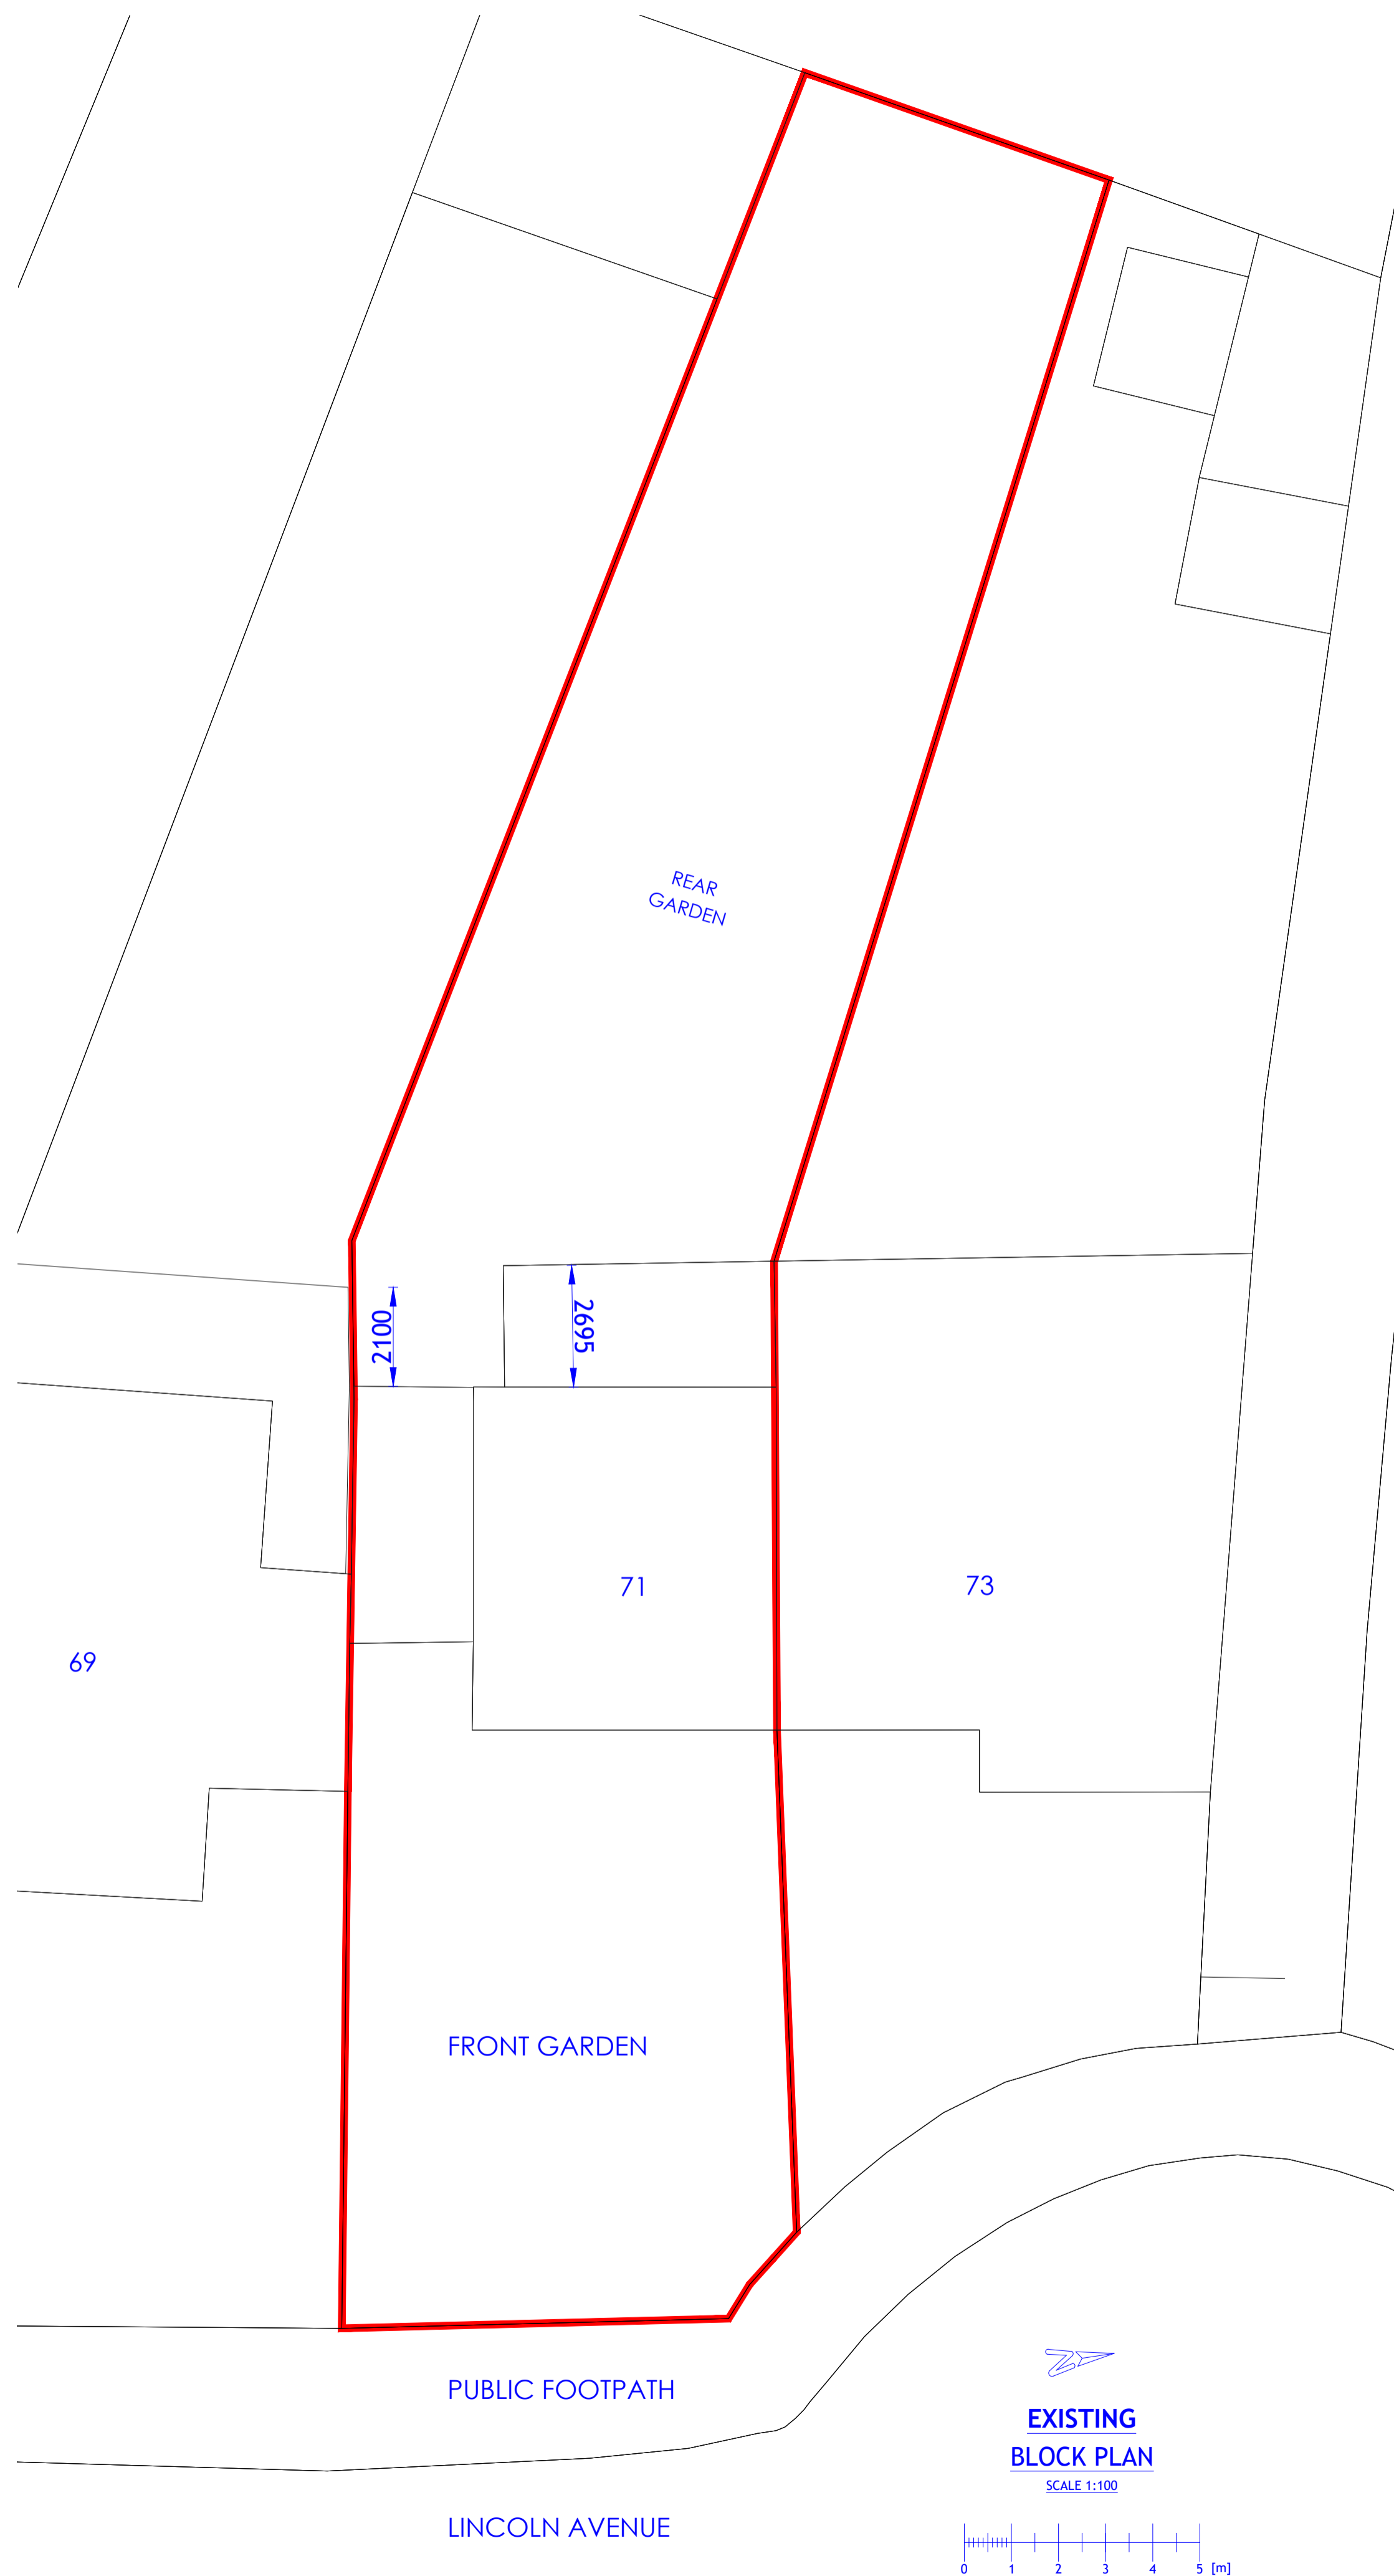 REAR
GARDEN
2100
2695
71
73
69
FRONT GARDEN
PUBLIC FOOTPATH
N
EXISTING
BLOCK PLAN
SCALE 1:100
LINCOLN AVENUE
0 1 2 3 4 5 [m]